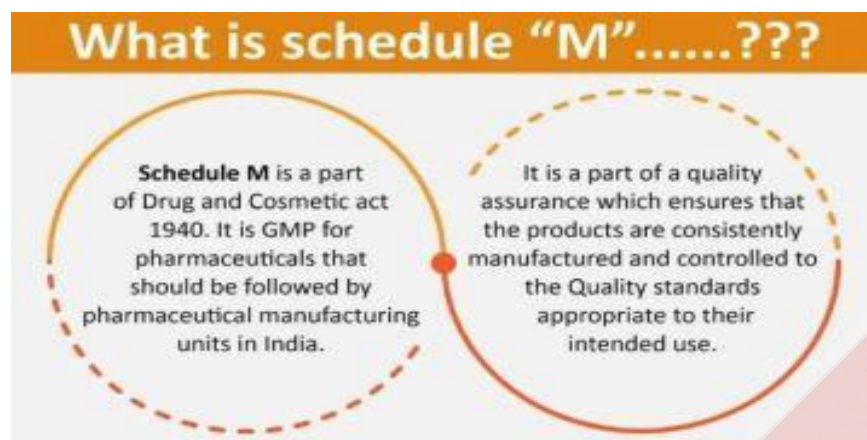 What is schedule “M”......???
Schedule M is a part
of Drug and Cosmetic act
1940. It is GMP for
pharmaceuticals that
should be followed by
pharmaceutical manufacturing
units in India.
It is a part of a quality
assurance which ensures that
the products are consistently
manufactured and controlled to
the Quality standards
appropriate to their
intended use.